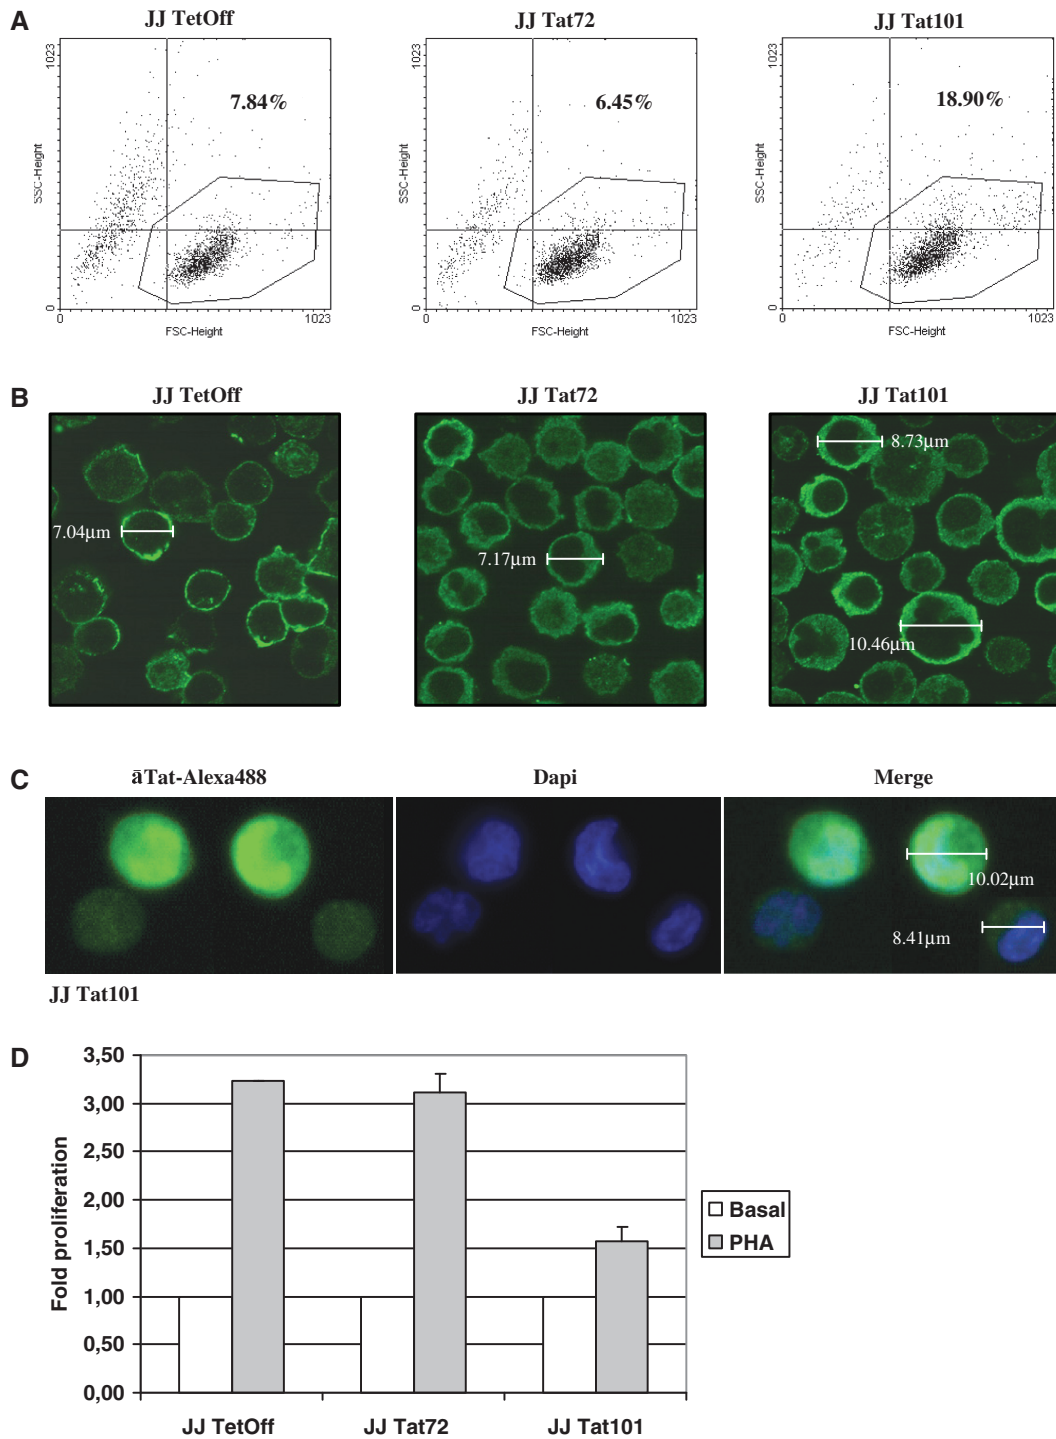 A
JJ TetOff
JJ Tat72
JJ Tat101
1023
SSC-Height
0
7.84%
0
FSC-Height
1023
1023
SSC-Height
0
6.45%
0
FSC-Height
1023
1023
SSC-Height
0
18.90%
0
FSC-Height
1023
B
JJ TetOff
JJ Tat72
JJ Tat101
7.04µm
7.17µm
8.73µm
10.46µm
C
āTat-Alexa488
Dapi
Merge
10.02µm
8.41µm
JJ Tat101
D
Fold proliferation
3,50
3,00
2,50
2,00
1,50
1,00
0,50
0,00
JJ TetOff
JJ Tat72
JJ Tat101
Basal
PHA